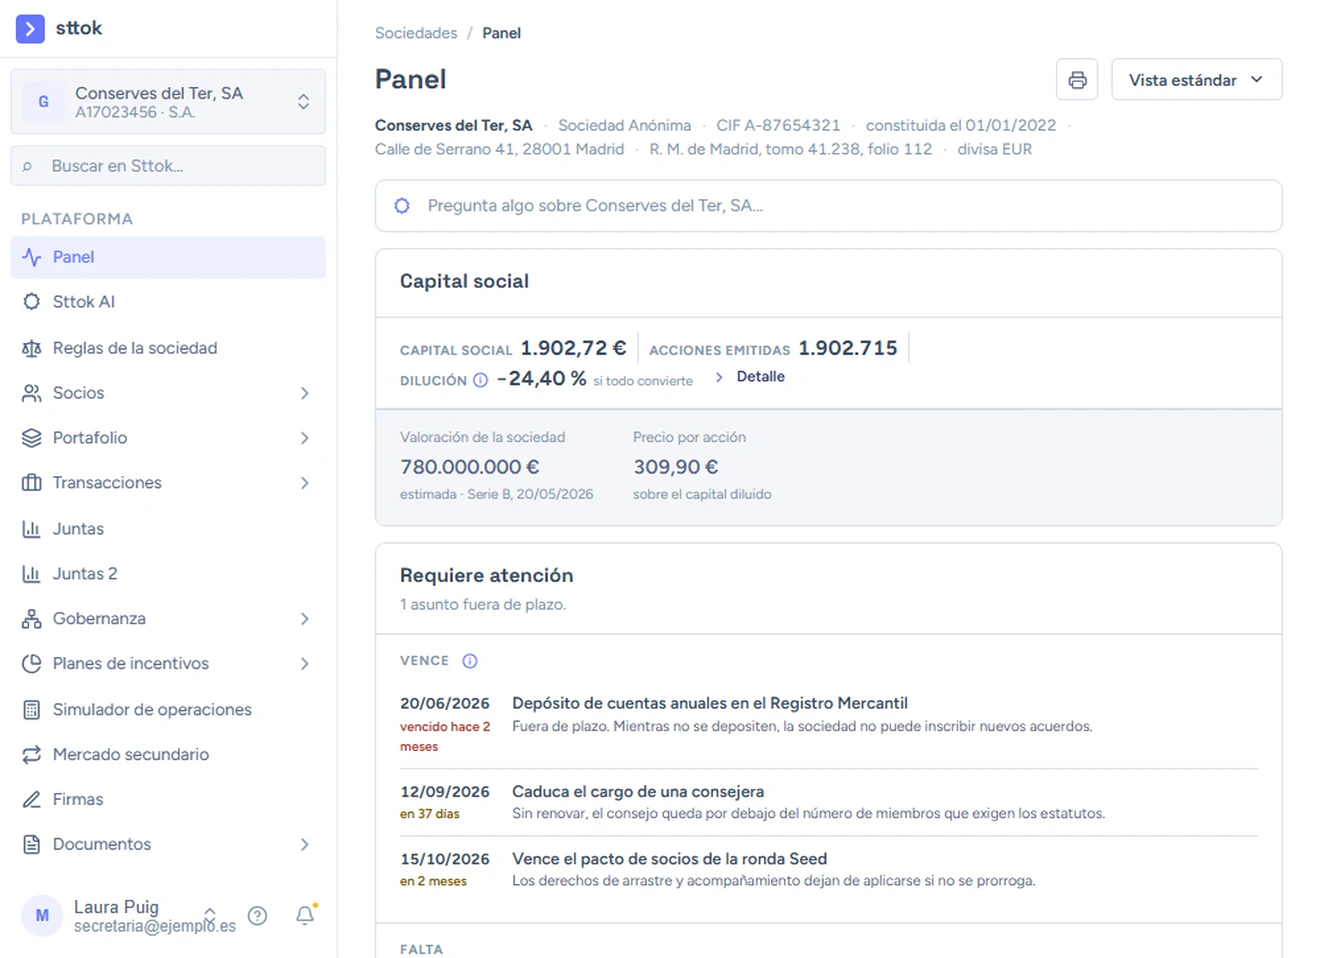 sttok
G
Conserves del Ter, SA
A17023456 · S.A.
Buscar en Sttok...
PLATAFORMA
Panel
Sttok AI
Reglas de la sociedad
Socios
Portafolio
Transacciones
Juntas
Juntas 2
Gobernanza
Planes de incentivos
Simulador de operaciones
Mercado secundario
Firmas
Documentos
M
Laura Puig
secretaria@ejemplo.es
Sociedades / Panel
Panel
Vista estándar
Conserves del Ter, SA · Sociedad Anónima · CIF A-87654321 · constituida el 01/01/2022 ·
Calle de Serrano 41, 28001 Madrid · R. M. de Madrid, tomo 41.238, folio 112 · divisa EUR
Pregunta algo sobre Conserves del Ter, SA...
Capital social
CAPITAL SOCIAL 1.902,72 € ACCIONES EMITIDAS 1.902.715
DILUCIÓN −24,40 % si todo convierte Detalle
Valoración de la sociedad Precio por acción
780.000.000 € 309,90 €
estimada · Serie B, 20/05/2026 sobre el capital diluido
Requiere atención
1 asunto fuera de plazo.
VENCE
20/06/2026 Depósito de cuentas anuales en el Registro Mercantil
vencido hace 2 Fuera de plazo. Mientras no se depositen, la sociedad no puede inscribir nuevos acuerdos.
meses
12/09/2026 Caduca el cargo de una consejera
en 37 días Sin renovar, el consejo queda por debajo del número de miembros que exigen los estatutos.
15/10/2026 Vence el pacto de socios de la ronda Seed
en 2 meses Los derechos de arrastre y acompañamiento dejan de aplicarse si no se prorroga.
FALTA